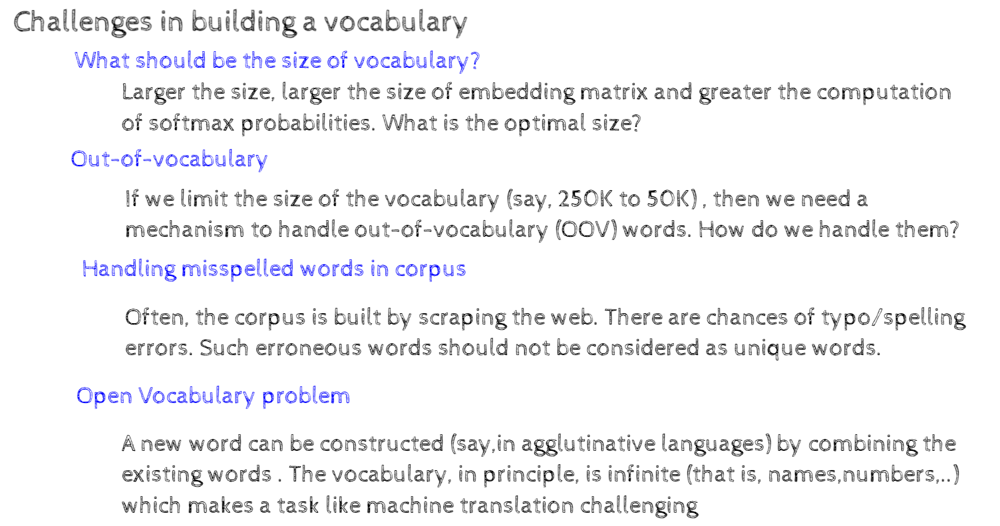 Challenges in building a vocabulary
What should be the size of vocabulary?
Larger the size, larger the size of embedding matrix and greater the computation
of softmax probabilities. What is the optimal size?
Out-of-vocabulary
If we limit the size of the vocabulary (say, 250K to 50K) , then we need a
mechanism to handle out-of-vocabulary (OOV) words. How do we handle them?
Handling misspelled words in corpus
Often, the corpus is built by scraping the web. There are chances of typo/spelling
errors. Such erroneous words should not be considered as unique words.
Open Vocabulary problem
A new word can be constructed (say,in agglutinative languages) by combining the
existing words . The vocabulary, in principle, is infinite (that is, names,numbers,..)
which makes a task like machine translation challenging